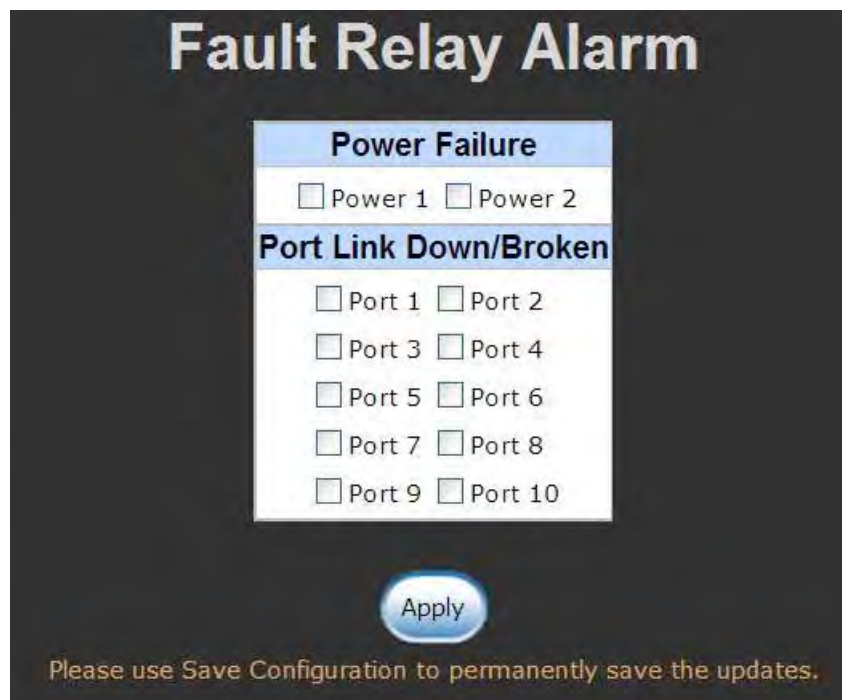 Fault Relay Alarm
Power Failure
Power 1 Power 2
Port Link Down/Broken
Port 1 Port 2
Port 3 Port 4
Port 5 Port 6
Port 7 Port 8
Port 9 Port 10
Apply
Please use Save Configuration to permanently save the updates.